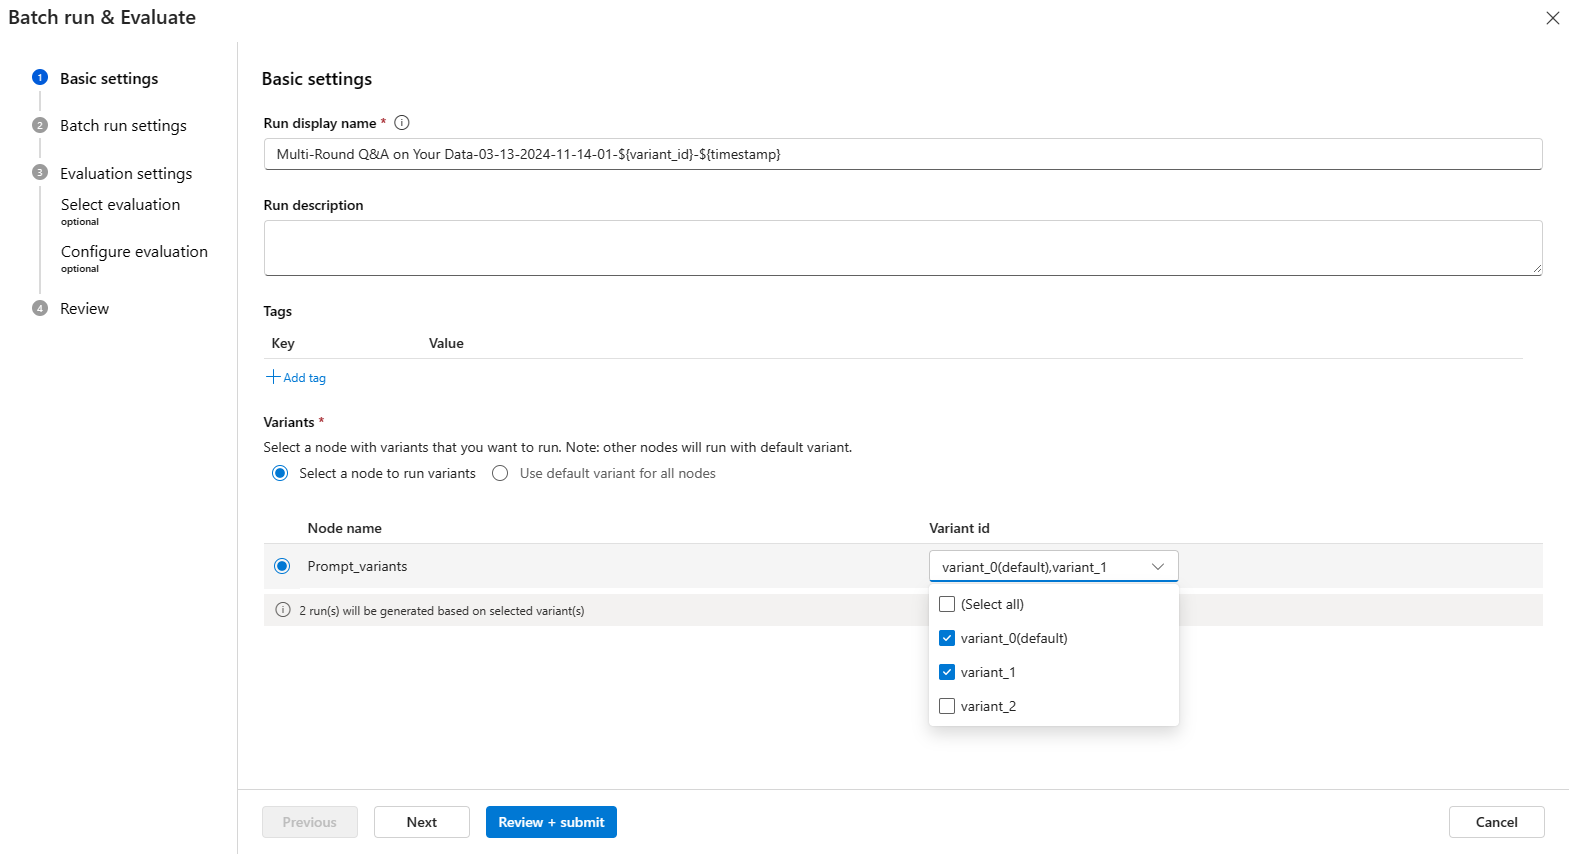 Batch run & Evaluate
1 Basic settings
2 Batch run settings
3 Evaluation settings
Select evaluation
optional
Configure evaluation
optional
4 Review
Basic settings
Run display name *
Multi-Round Q&A on Your Data-03-13-2024-11-14-01-${variant_id}-${timestamp}
Run description
Tags
Key Value
Add tag
Variants *
Select a node with variants that you want to run. Note: other nodes will run with default variant.
Select a node to run variants Use default variant for all nodes
Node name Variant id
Prompt_variants variant_0(default),variant_1
2 run(s) will be generated based on selected variant(s)
(Select all)
variant_0(default)
variant_1
variant_2
Previous Next Review + submit Cancel